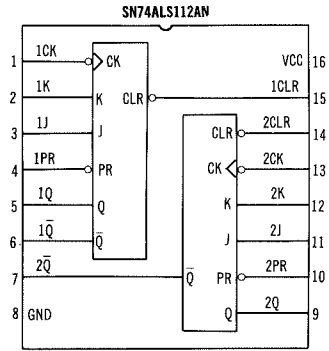 SN74ALS112AN
1 1CK CK VCC 16
2 1K K CLR 1CLR 15
3 1J J CLR 2CLR 14
4 1PR PR CK 2CK 13
5 1Q Q K 2K 12
6 1Q̅ Q̅ J 2J 11
7 2Q̅ Q̅ PR 2PR 10
8 GND Q 2Q 9